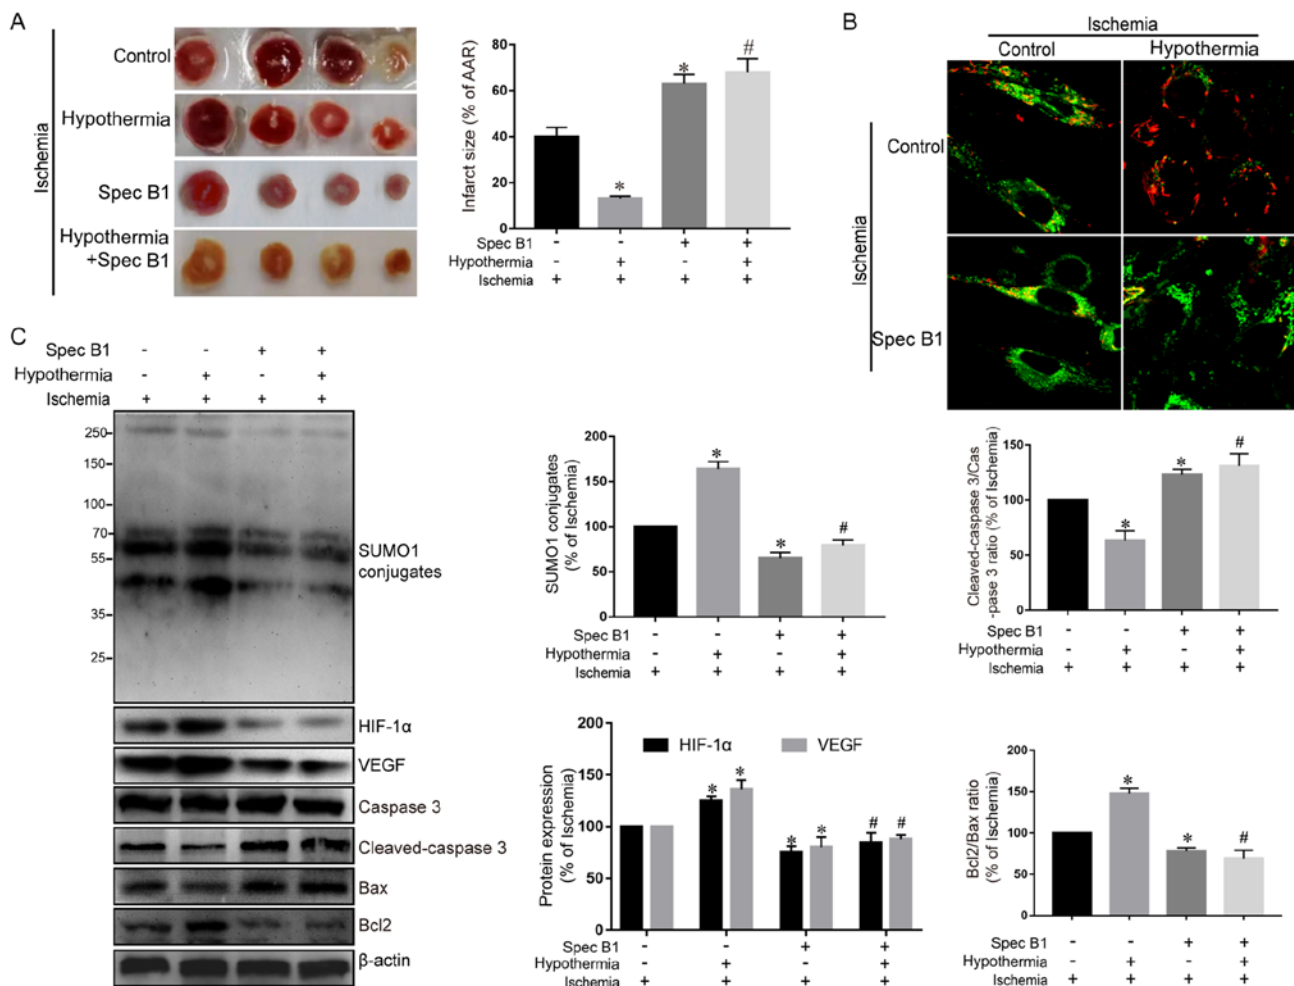 A
Ischemia
Control
Hypothermia
Spec B1
Hypothermia
+Spec B1
Infarct size (% of AAR)
80
60
40
20
0
*
*
#
Spec B1 - - + +
Hypothermia - + - +
Ischemia + + + +
B
Ischemia
Control Hypothermia
Ischemia
Control
Spec B1
C
Spec B1 - - + +
Hypothermia - + - +
Ischemia + + + +
250
150
100
70
55
35
25
SUMO1
conjugates
HIF-1α
VEGF
Caspase 3
Cleaved-caspase 3
Bax
Bcl2
β-actin
SUMO1 conjugates
(% of Ischemia)
200
150
100
50
0
*
*
#
Spec B1 - - + +
Hypothermia - + - +
Ischemia + + + +
Cleaved-caspase 3/Cas
-pase 3 ratio (% of Ischemia)
150
100
50
0
*
*
#
Spec B1 - - + +
Hypothermia - + - +
Ischemia + + + +
Protein expression
(% of Ischemia)
200
150
100
50
0
HIF-1α VEGF
* *
* *
# #
Spec B1 - - + +
Hypothermia - + - +
Ischemia + + + +
Bcl2/Bax ratio
(% of Ischemia)
200
150
100
50
0
*
*
#
Spec B1 - - + +
Hypothermia - + - +
Ischemia + + + +